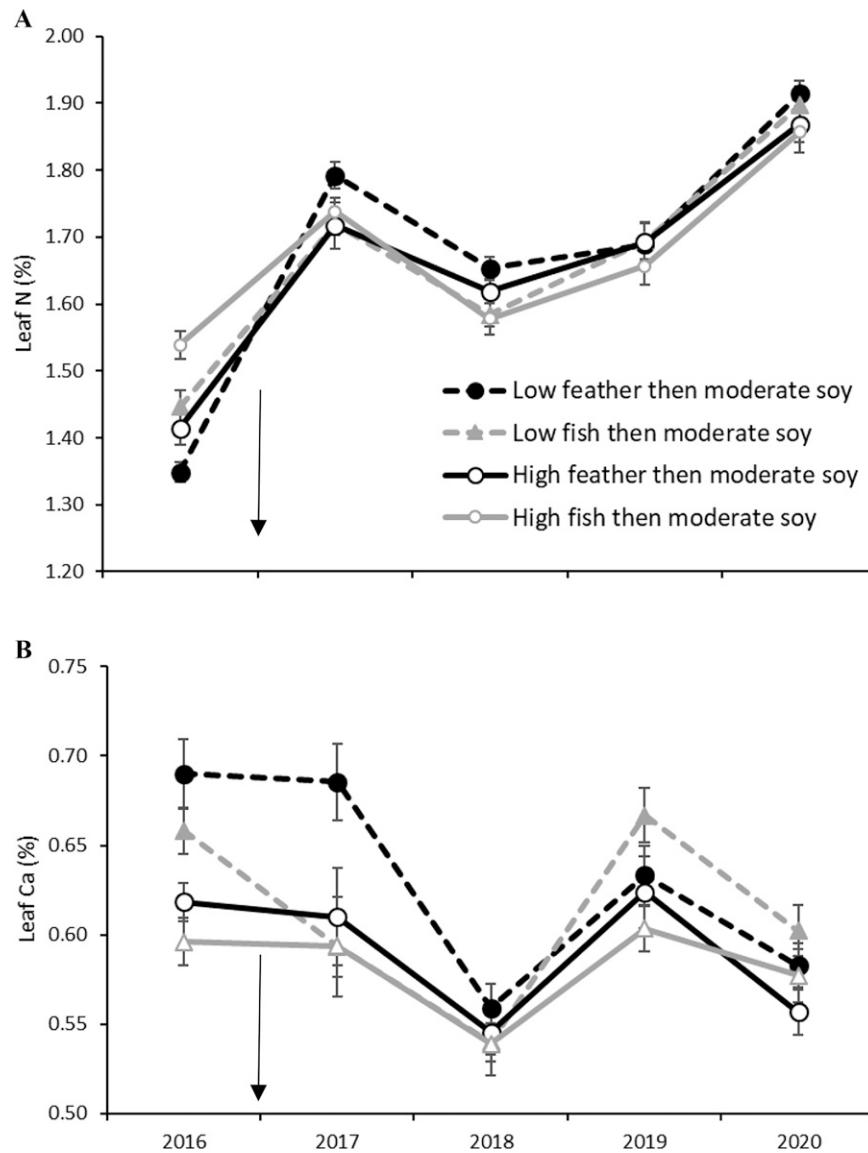 A
2.00
1.90
1.80
1.70
1.60
1.50
1.40
1.30
1.20
Leaf N (%)
Low feather then moderate soy
Low fish then moderate soy
High feather then moderate soy
High fish then moderate soy
B
0.75
0.70
0.65
0.60
0.55
0.50
Leaf Ca (%)
2016 2017 2018 2019 2020